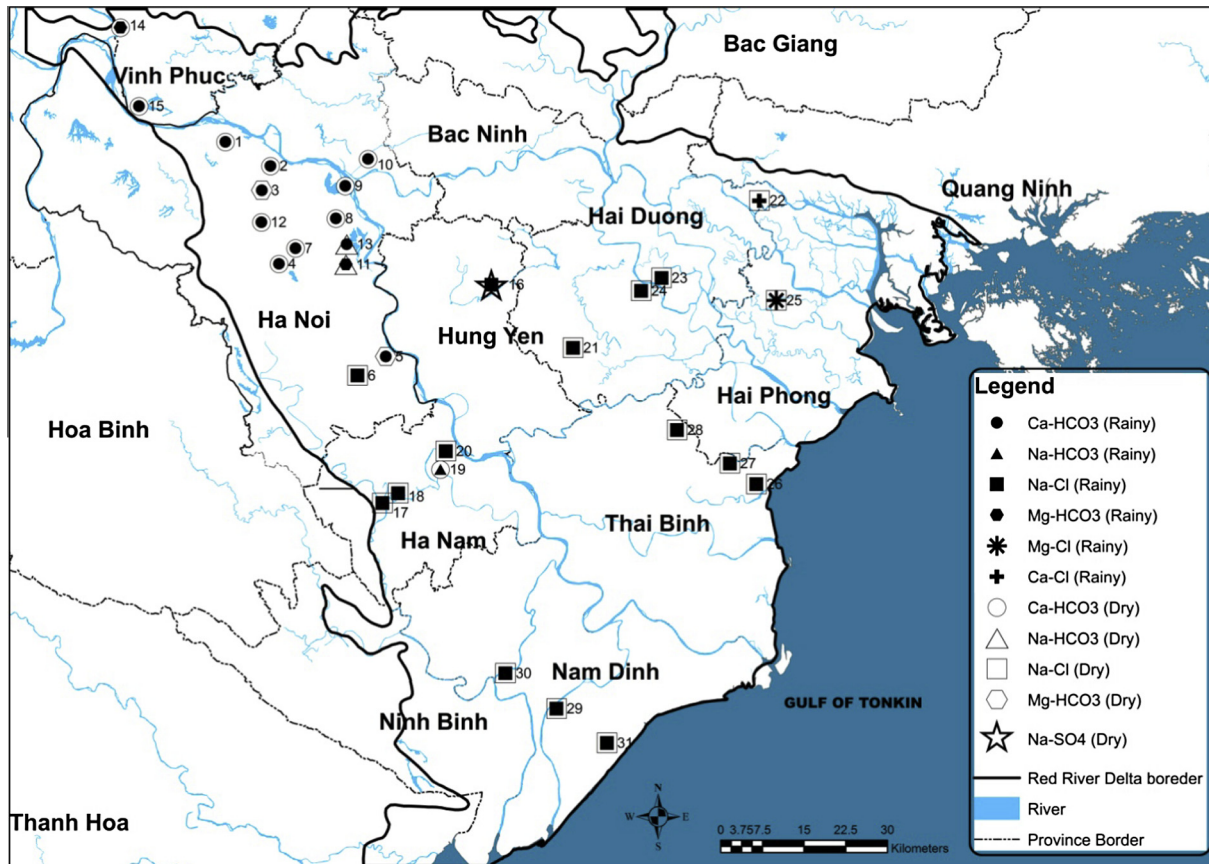 14
Bac Giang
Vinh Phuc
15
Bac Ninh
1
10
2
9
3
Quang Ninh
22
Hai Duong
8
12
13
7
4
11
23
16
24
25
Ha Noi
Hung Yen
21
5
6
Legend
Hai Phong
Ca-HCO3 (Rainy)
Hoa Binh
28
Na-HCO3 (Rainy)
20
27
19
Na-Cl (Rainy)
26
18
17
Mg-HCO3 (Rainy)
Thai Binh
Ha Nam
Mg-Cl (Rainy)
Ca-Cl (Rainy)
Ca-HCO3 (Dry)
Na-HCO3 (Dry)
Nam Dinh
30
Na-Cl (Dry)
Mg-HCO3 (Dry)
GULF OF TONKIN
29
Ninh Binh
Na-SO4 (Dry)
31
Red River Delta boreder
N
River
W E
Thanh Hoa
S
0 3.757.5 15 22.5 30
Kilometers
Province Border